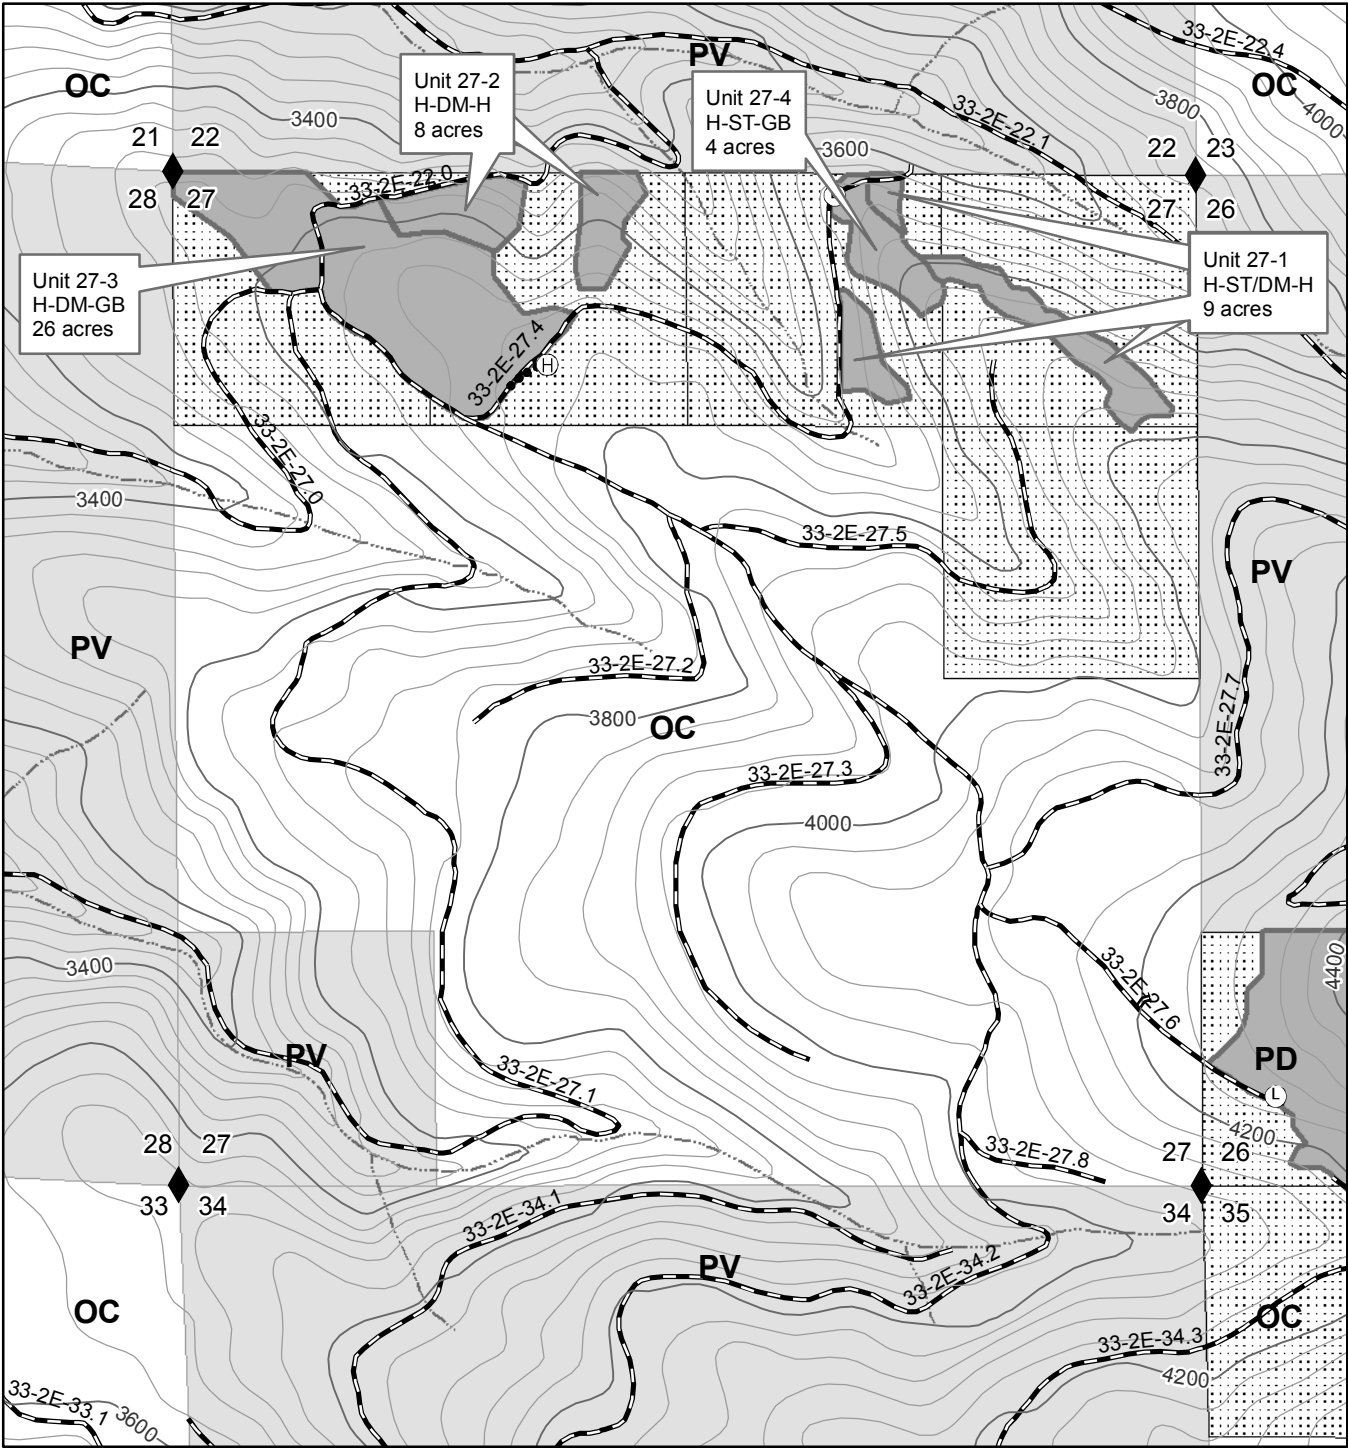 33-2E-22.4
PV
OC
OC
Unit 27-2
H-DM-H
8 acres
Unit 27-4
H-ST-GB
4 acres
3800
4000
33-2E-22.1
3400
3600
21 22
22 23
33-2E-22.0
28 27
27 26
Unit 27-3
H-DM-GB
26 acres
Unit 27-1
H-ST/DM-H
9 acres
33-2E-27.4
H
33-2E-27.0
3400
33-2E-27.5
PV
PV
33-2E-27.2
3800
OC
33-2E-27.7
33-2E-27.3
4000
3400
33-2E-27.6
4400
PV
PD
33-2E-27.1
L
4200
28 27
33-2E-27.8
27 26
33 34
33-2E-34.1
34 35
PV
33-2E-34.2
OC
OC
33-2E-34.3
4200
33-2E-33.1
3600